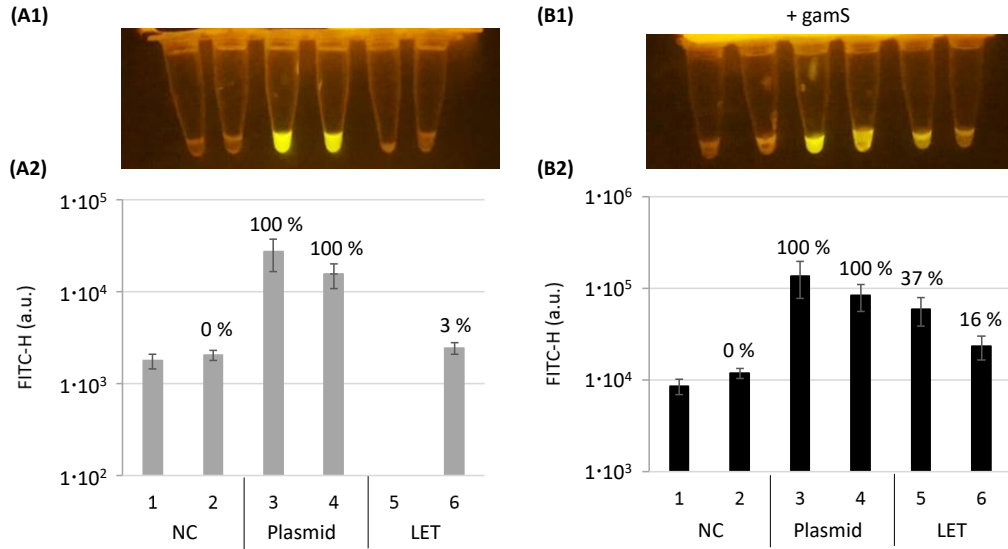 (A1)
(A2)
1·10⁵
1·10⁴
1·10³
1·10²
FITC-H (a.u.)
0 %
100 %
100 %
3 %
1 2 3 4 5 6
NC Plasmid LET
(B1)
+ gamS
(B2)
1·10⁶
1·10⁵
1·10⁴
1·10³
FITC-H (a.u.)
0 %
100 %
100 %
37 %
16 %
1 2 3 4 5 6
NC Plasmid LET